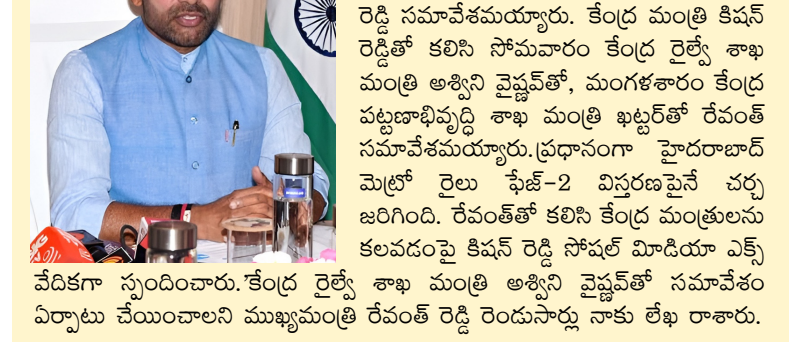 రెడ్డి సమావేశమయ్యారు. కేంద్ర మంత్రి కిషన్
రెడ్డితో కలిసి సోమవారం కేంద్ర రైల్వే శాఖ
మంత్రి అశ్విని వైష్ణవ్‌తో, మంగళశారం కేంద్ర
పట్టణాభివృద్ధి శాఖ మంత్రి ఖట్టర్‌తో రేవంత్
సమావేశమయ్యారు.ప్రధానంగా హైదరాబాద్
మెట్రో రైలు ఫేజ్-2 విస్తరణపైనే చర్చ
జరిగింది. రేవంత్‌తో కలిసి కేంద్ర మంత్రులను
కలవడంపై కిషన్ రెడ్డి సోషల్ మీడియా ఎక్స్
వేదికగా స్పందించారు.'కేంద్ర రైల్వే శాఖ మంత్రి అశ్విని వైష్ణవ్‌తో సమావేశం
ఏర్పాటు చేయించాలని ముఖ్యమంత్రి రేవంత్ రెడ్డి రెండుసార్లు నాకు లేఖ రాశారు.